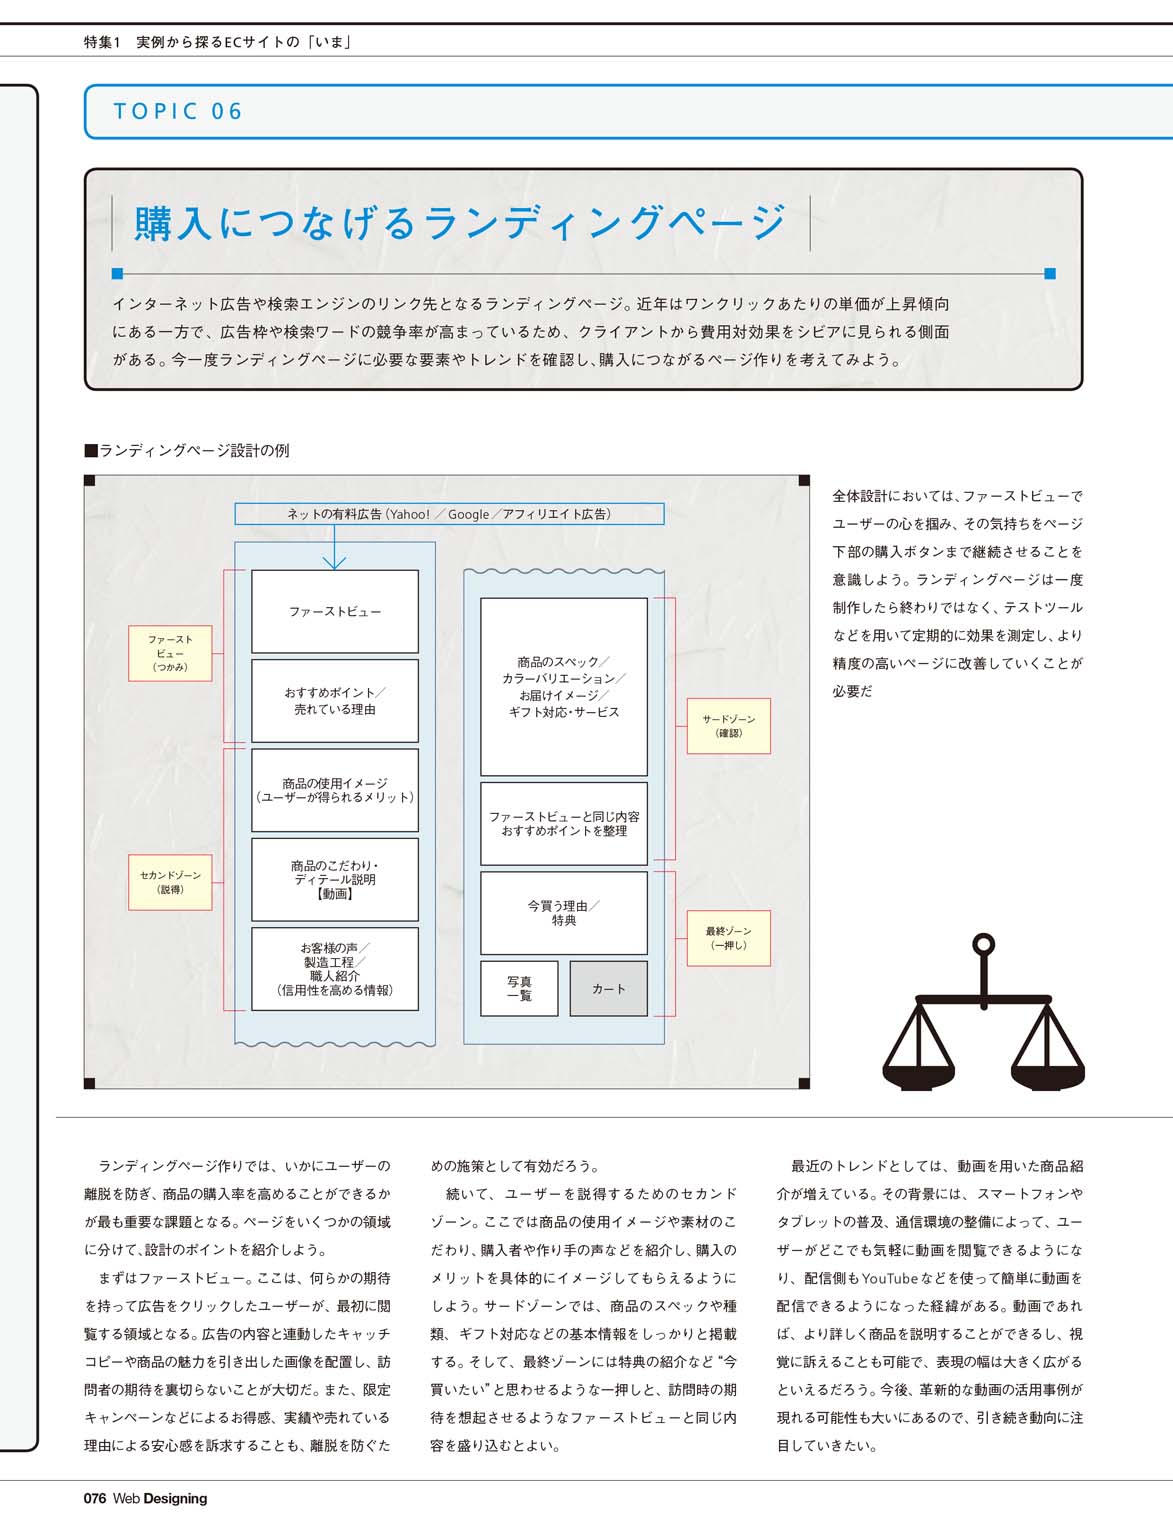 特集1　実例から探るECサイトの「いま」
TOPIC 06
購入につなげるランディングページ
インターネット広告や検索エンジンのリンク先となるランディングページ。近年はワンクリックあたりの単価が上昇傾向
にある一方で、広告枠や検索ワードの競争率が高まっているため、クライアントから費用対効果をシビアに見られる側面
がある。今一度ランディングページに必要な要素やトレンドを確認し、購入につながるページ作りを考えてみよう。
■ランディングページ設計の例
ネットの有料広告（Yahoo!／Google／アフィリエイト広告）
ファーストビュー
おすすめポイント／
売れている理由
商品の使用イメージ
（ユーザーが得られるメリット）
商品のこだわり・
ディテール説明
【動画】
お客様の声／
製造工程／
職人紹介
（信用性を高める情報）
ファースト
ビュー
（つかみ）
セカンドゾーン
（説得）
商品のスペック／
カラーバリエーション／
お届けイメージ／
ギフト対応・サービス
ファーストビューと同じ内容
おすすめポイントを整理
今買う理由／
特典
写真
一覧
カート
サードゾーン
（確認）
最終ゾーン
（一押し）
全体設計においては、ファーストビューで
ユーザーの心を掴み、その気持ちをページ
下部の購入ボタンまで継続させることを
意識しよう。ランディングページは一度
制作したら終わりではなく、テストツール
などを用いて定期的に効果を測定し、より
精度の高いページに改善していくことが
必要だ
ランディングページ作りでは、いかにユーザーの
離脱を防ぎ、商品の購入率を高めることができるか
が最も重要な課題となる。ページをいくつかの領域
に分けて、設計のポイントを紹介しよう。
まずはファーストビュー。ここは、何らかの期待
を持って広告をクリックしたユーザーが、最初に閲
覧する領域となる。広告の内容と連動したキャッチ
コピーや商品の魅力を引き出した画像を配置し、訪
問者の期待を裏切らないことが大切だ。また、限定
キャンペーンなどによるお得感、実績や売れている
理由による安心感を訴求することも、離脱を防ぐた
めの施策として有効だろう。
続いて、ユーザーを説得するためのセカンド
ゾーン。ここでは商品の使用イメージや素材のこ
だわり、購入者や作り手の声などを紹介し、購入の
メリットを具体的にイメージしてもらえるように
しよう。サードゾーンでは、商品のスペックや種
類、ギフト対応などの基本情報をしっかりと掲載
する。そして、最終ゾーンには特典の紹介など“今
買いたい”と思わせるような一押しと、訪問時の期
待を想起させるようなファーストビューと同じ内
容を盛り込むとよい。
最近のトレンドとしては、動画を用いた商品紹
介が増えている。その背景には、スマートフォンや
タブレットの普及、通信環境の整備によって、ユー
ザーがどこでも気軽に動画を閲覧できるようにな
り、配信側もYouTubeなどを使って簡単に動画を
配信できるようになった経緯がある。動画であれ
ば、より詳しく商品を説明することができるし、視
覚に訴えることも可能で、表現の幅は大きく広がる
といえるだろう。今後、革新的な動画の活用事例が
現れる可能性も大いにあるので、引き続き動向に注
目していきたい。
076 Web Designing